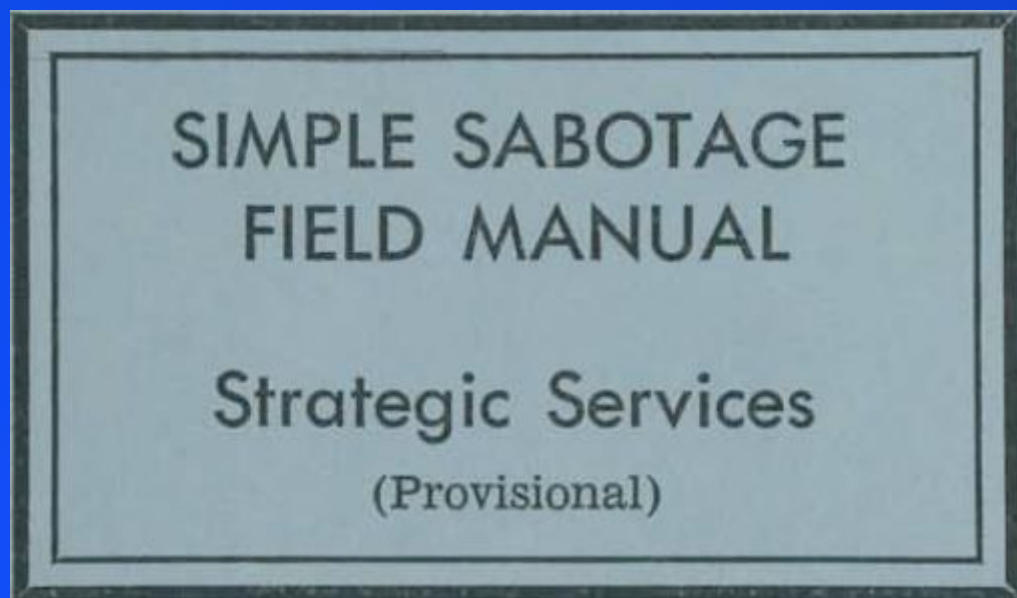 SIMPLE SABOTAGE
FIELD MANUAL
Strategic Services
(Provisional)